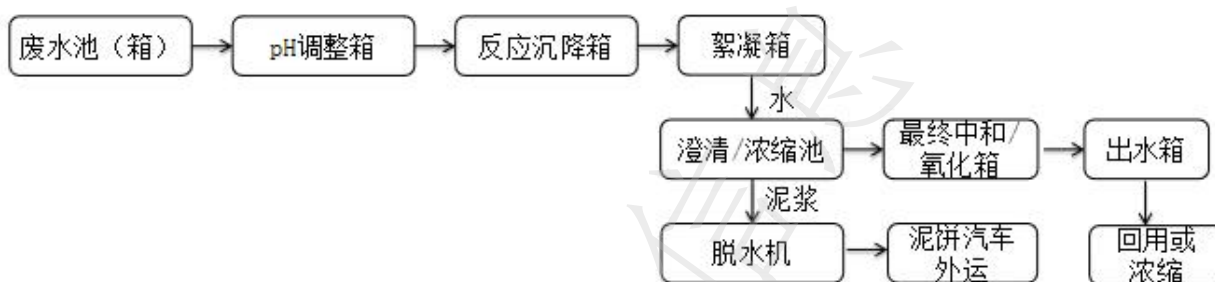 废水池（箱）
pH调整箱
反应沉降箱
絮凝箱
水
澄清/浓缩池
最终中和/
氧化箱
出水箱
泥浆
脱水机
泥饼汽车
外运
回用或
浓缩